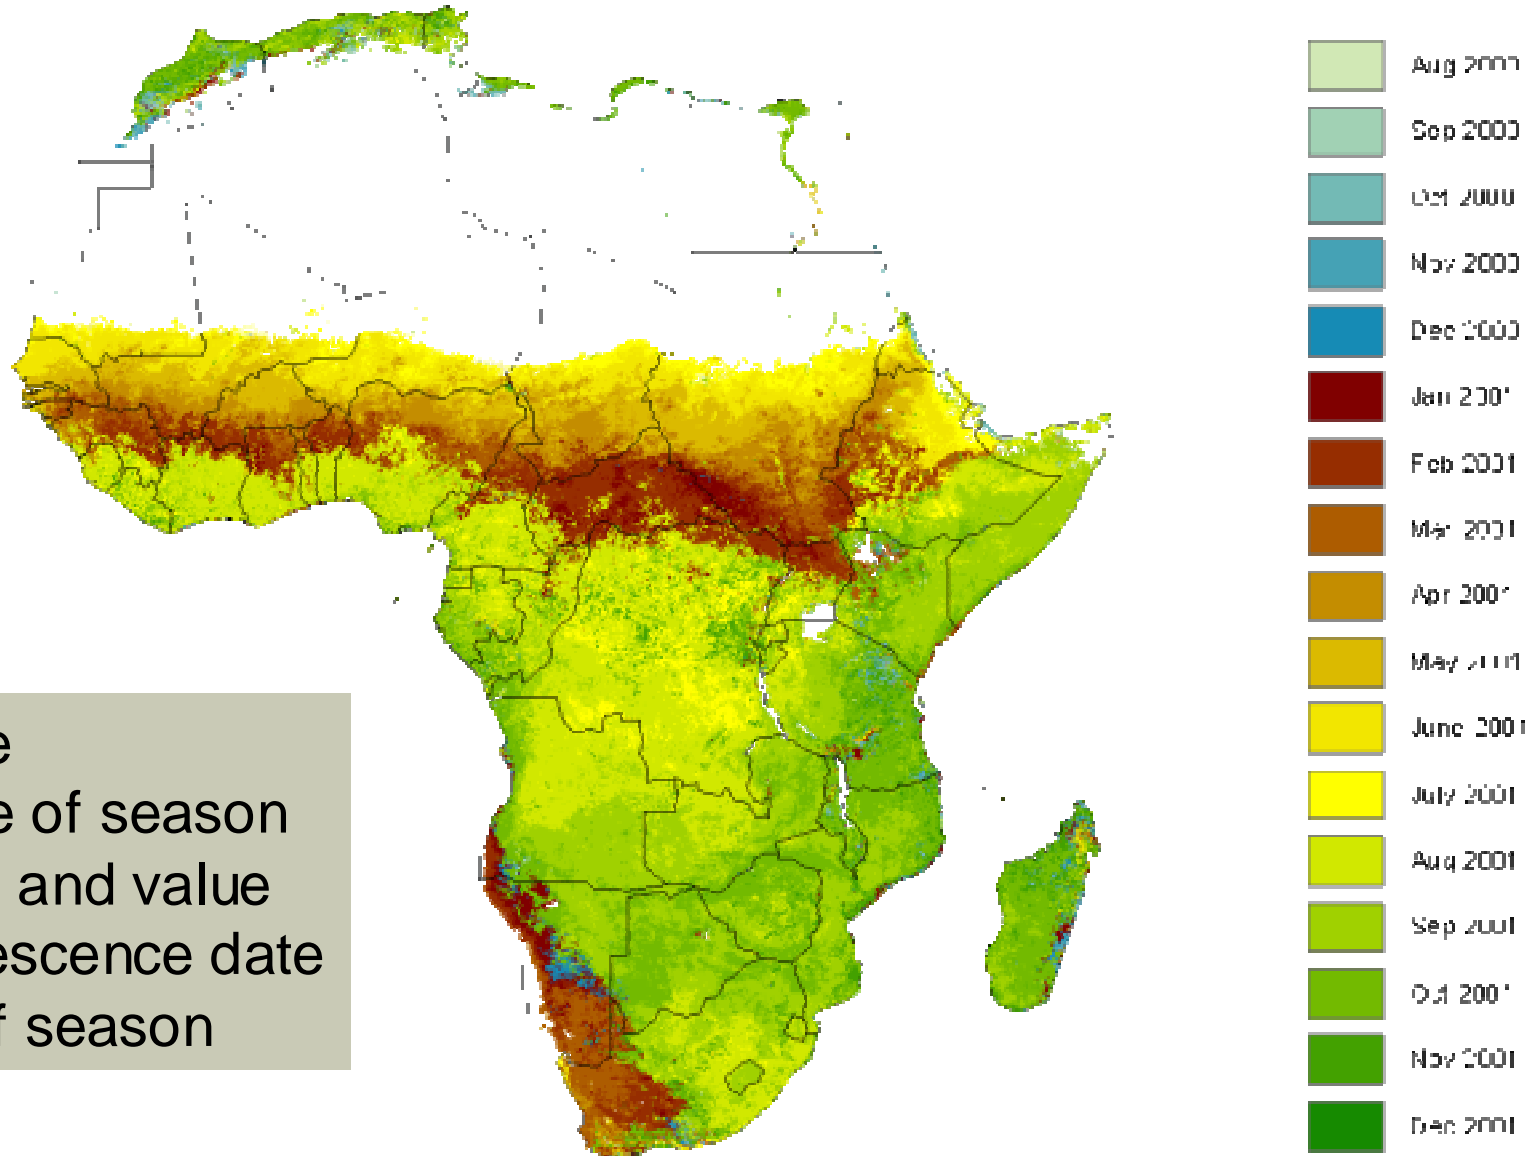 e
e of season
and value
escence date
f season
Aug 2000
Sep 2000
Oct 2000
Nov 2000
Dec 2000
Jan 2001
Feb 2001
Mar 2001
Apr 2001
May 2001
June 2001
July 2001
Aug 2001
Sep 2001
Oct 2001
Nov 2001
Dec 2001